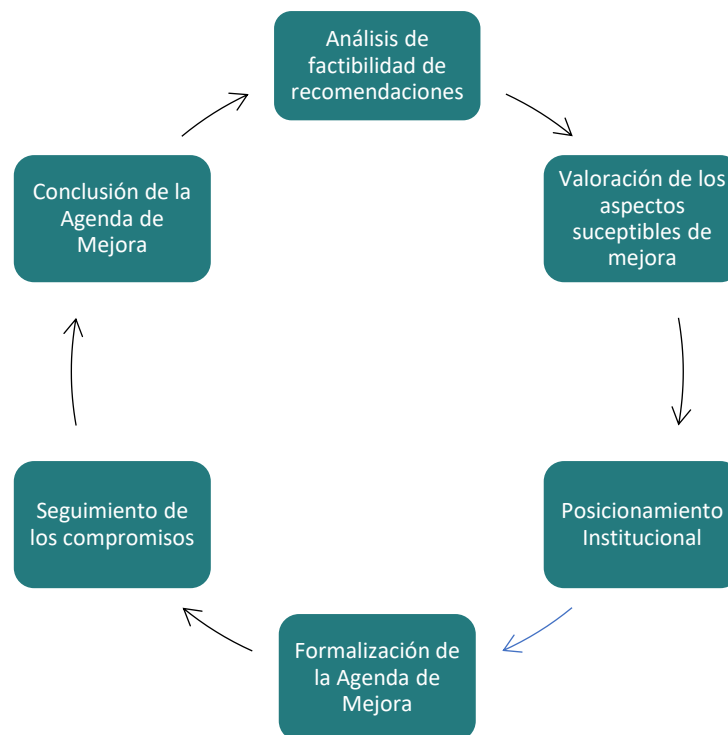 Análisis de
factibilidad de
recomendaciones
Valoración de los
aspectos
suceptibles de
mejora
Posicionamiento
Institucional
Formalización de
la Agenda de
Mejora
Seguimiento de
los compromisos
Conclusión de la
Agenda de
Mejora